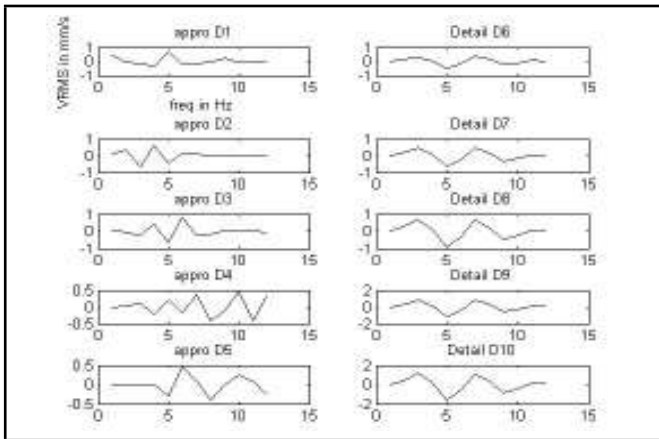 appro D1
VRMS in mm/s
1
0
-1
0 5 10 15
freq in Hz
appro D2
1
0
-1
0 5 10 15
appro D3
1
0
-1
0 5 10 15
appro D4
0.5
0
-0.5
0 5 10 15
appro D5
0.5
0
-0.5
0 5 10 15
Detail D6
1
0
-1
0 5 10 15
Detail D7
1
0
-1
0 5 10 15
Detail D8
1
0
-1
0 5 10 15
Detail D9
2
0
-2
0 5 10 15
Detail D10
2
0
-2
0 5 10 15